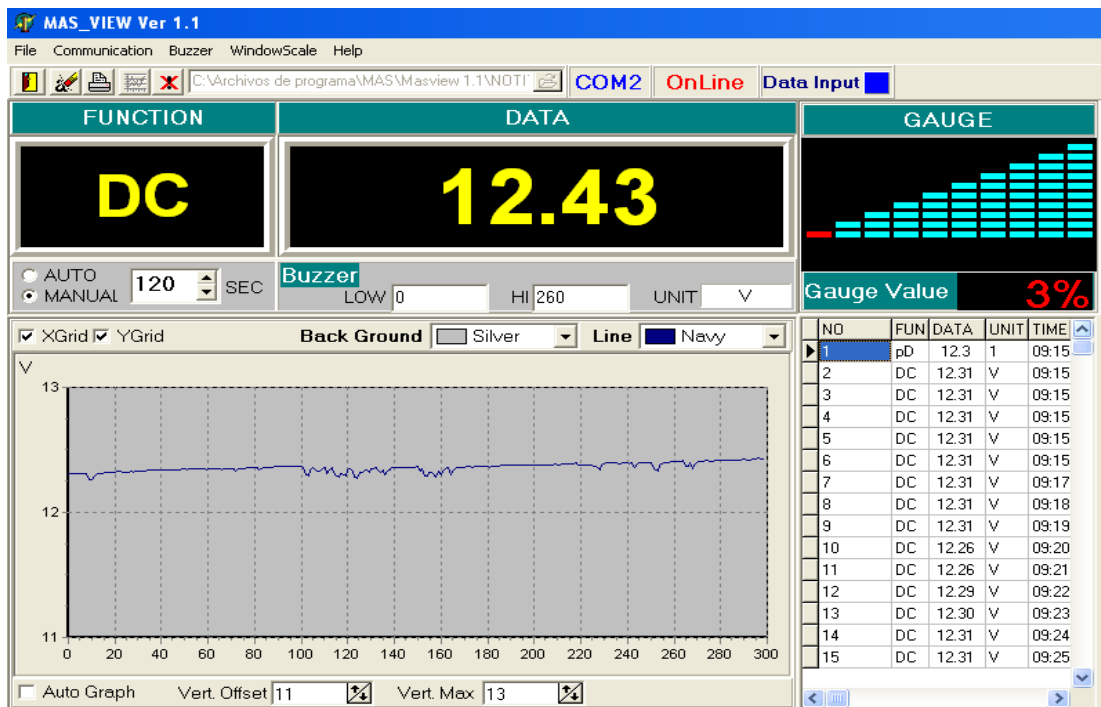 MAS_VIEW Ver 1.1
File Communication Buzzer WindowScale Help
C:\Archivos de programa\MAS\Masview 1.1\NOTI COM2 OnLine Data Input
FUNCTION DATA GAUGE
DC 12.43
AUTO
MANUAL 120 SEC
Buzzer
LOW 0 HI 260 UNIT V
Gauge Value 3%
XGrid YGrid Back Ground Silver Line Navy
V
13
12
11
0 20 40 60 80 100 120 140 160 180 200 220 240 260 280 300
Auto Graph Vert. Offset 11 Vert. Max 13
NO FUN DATA UNIT TIME
1 pD 12.3 1 09:15
2 DC 12.31 V 09:15
3 DC 12.31 V 09:15
4 DC 12.31 V 09:15
5 DC 12.31 V 09:15
6 DC 12.31 V 09:15
7 DC 12.31 V 09:17
8 DC 12.31 V 09:18
9 DC 12.31 V 09:19
10 DC 12.26 V 09:20
11 DC 12.26 V 09:21
12 DC 12.29 V 09:22
13 DC 12.30 V 09:23
14 DC 12.31 V 09:24
15 DC 12.31 V 09:25